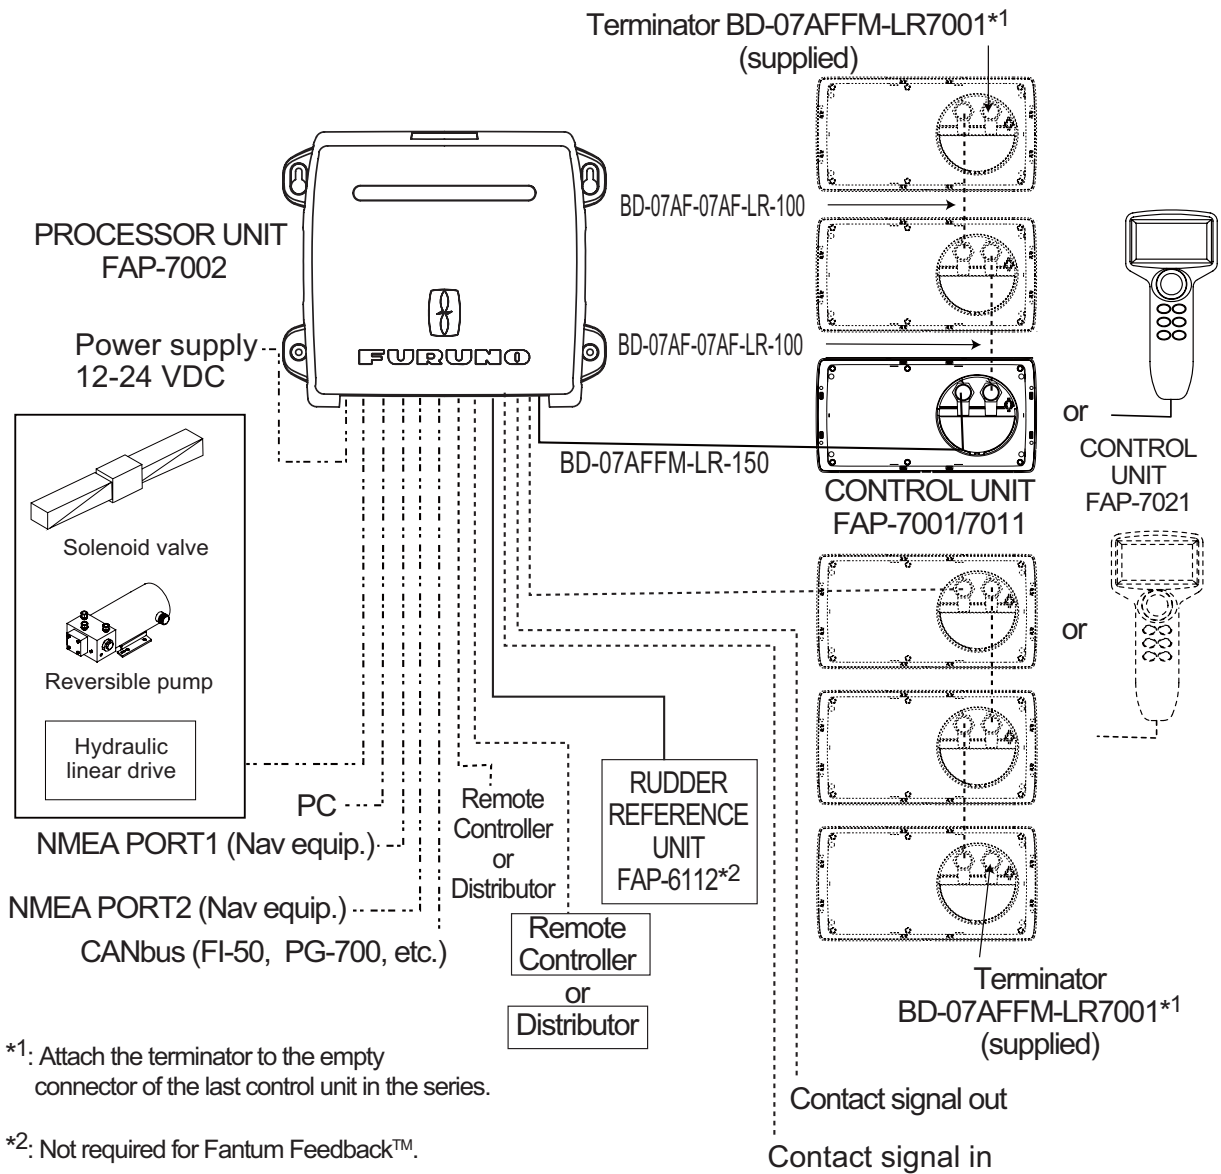 Terminator BD-07AFFM-LR7001*1
(supplied)
BD-07AF-07AF-LR-100
PROCESSOR UNIT
FAP-7002
Power supply
12-24 VDC
FURUNO
BD-07AF-07AF-LR-100
or
BD-07AFFM-LR-150
CONTROL UNIT
FAP-7001/7011
CONTROL
UNIT
FAP-7021
Solenoid valve
Reversible pump
Hydraulic
linear drive
or
PC
NMEA PORT1 (Nav equip.)
NMEA PORT2 (Nav equip.)
CANbus (FI-50, PG-700, etc.)
Remote
Controller
or
Distributor
Remote
Controller
or
Distributor
RUDDER
REFERENCE
UNIT
FAP-6112*2
Terminator
BD-07AFFM-LR7001*1
(supplied)
Contact signal out
Contact signal in
*1: Attach the terminator to the empty
connector of the last control unit in the series.
*2: Not required for Fantum Feedback™.